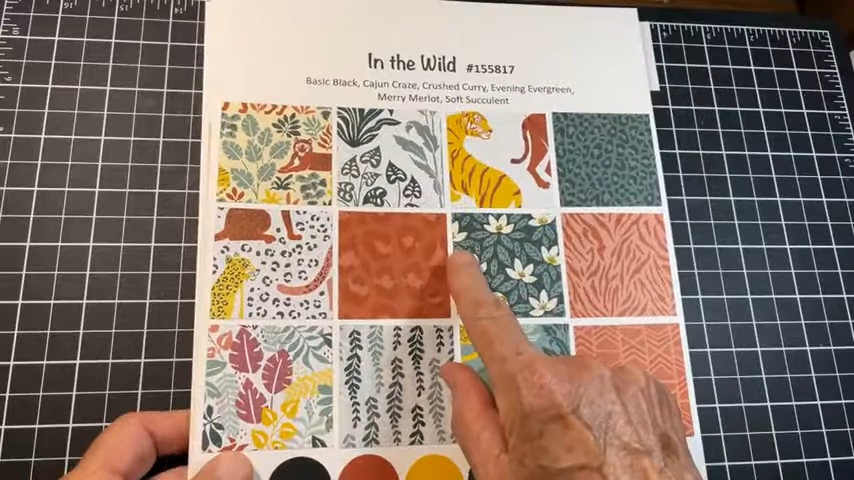 In the Wild #155817
Basic Black, Cajun Craze, Crushed Curry, Evening Evergreen,
Merry Merlot, Soft Succulent